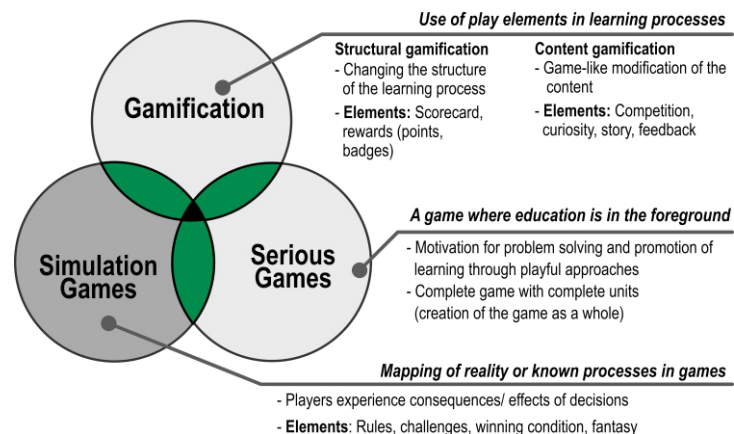 Use of play elements in learning processes
Structural gamification
- Changing the structure
of the learning process
- Elements: Scorecard,
rewards (points,
badges)
Content gamification
- Game-like modification of the
content
- Elements: Competition,
curiosity, story, feedback
Gamification
A game where education is in the foreground
- Motivation for problem solving and promotion of
learning through playful approaches
- Complete game with complete units
(creation of the game as a whole)
Simulation
Games
Serious
Games
Mapping of reality or known processes in games
- Players experience consequences/ effects of decisions
- Elements: Rules, challenges, winning condition, fantasy